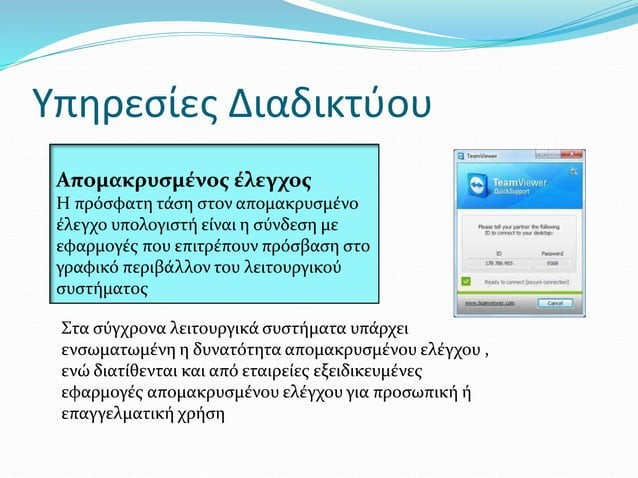 Υπηρεσίες Διαδικτύου
Απομακρυσμένος έλεγχος
Η πρόσφατη τάση στον απομακρυσμένο
έλεγχο υπολογιστή είναι η σύνδεση με
εφαρμογές που επιτρέπουν πρόσβαση στο
γραφικό περιβάλλον του λειτουργικού
συστήματος
TeamViewer
TeamViewer
QuickSupport
Please tell your partner the following
ID to connect to your desktop:
ID Password
178 786 905 9508
Ready to connect (secure connection)
www.teamviewer.com Cancel
Στα σύγχρονα λειτουργικά συστήματα υπάρχει
ενσωματωμένη η δυνατότητα απομακρυσμένου ελέγχου ,
ενώ διατίθενται και από εταιρείες εξειδικευμένες
εφαρμογές απομακρυσμένου ελέγχου για προσωπική ή
επαγγελματική χρήση